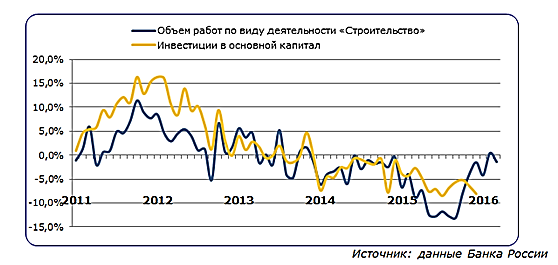 Объем работ по виду деятельности «Строительство»
Инвестиции в основной капитал
20,0%
15,0%
10,0%
5,0%
0,0%
-5,0%
-10,0%
-15,0%
2011 2012 2013 2014 2015 2016
Источник: данные Банка России